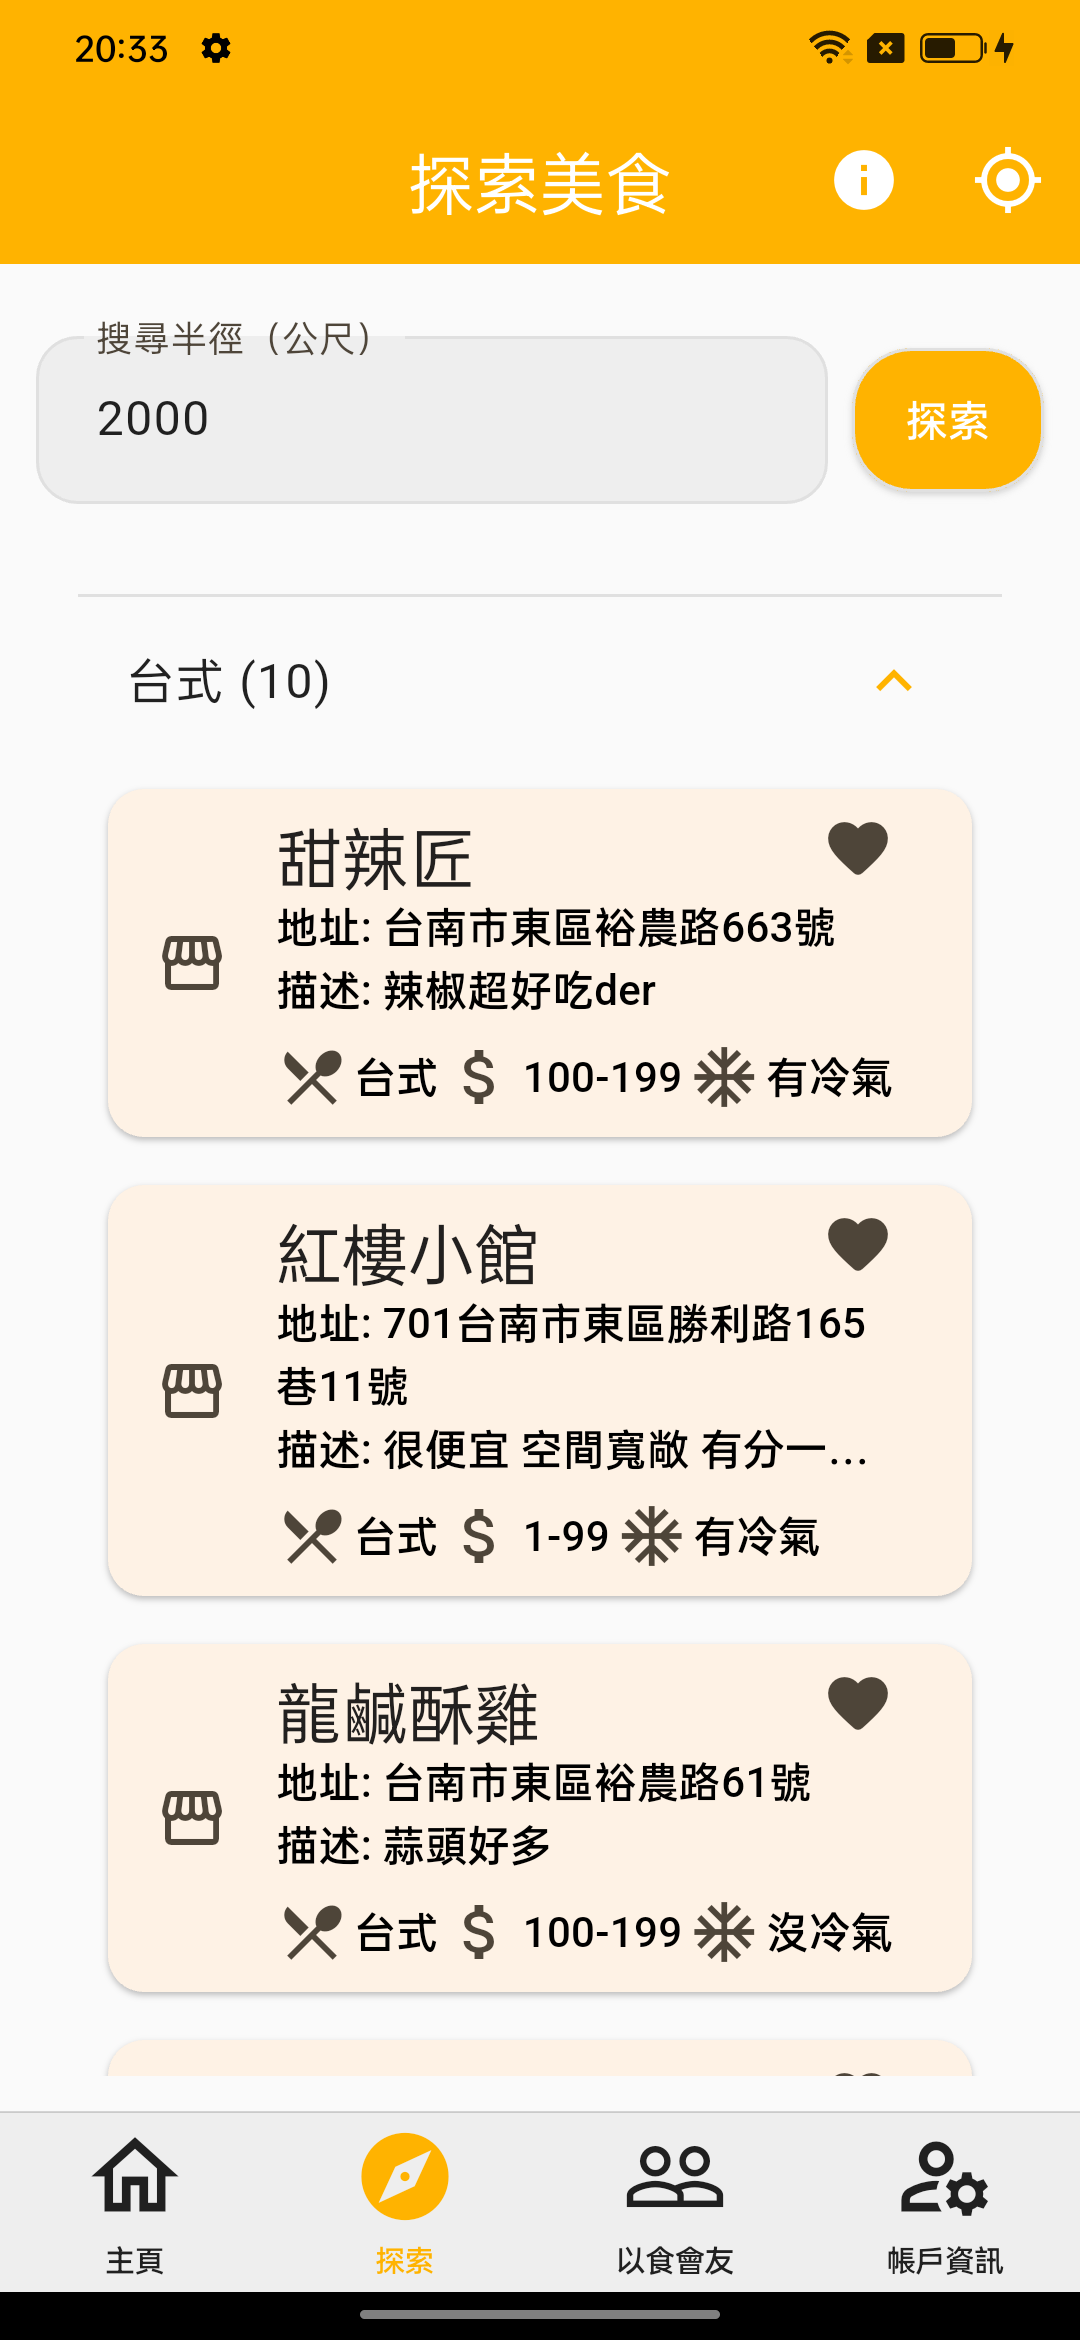 20:33
探索美食
搜尋半徑（公尺）
2000
探索
台式 (10)
甜辣匠
地址: 台南市東區裕農路663號
描述: 辣椒超好吃der
台式 100-199 有冷氣
紅樓小館
地址: 701台南市東區勝利路165
巷11號
描述: 很便宜 空間寬敞 有分一...
台式 1-99 有冷氣
龍鹹酥雞
地址: 台南市東區裕農路61號
描述: 蒜頭好多
台式 100-199 沒冷氣
主頁 探索 以食會友 帳戶資訊